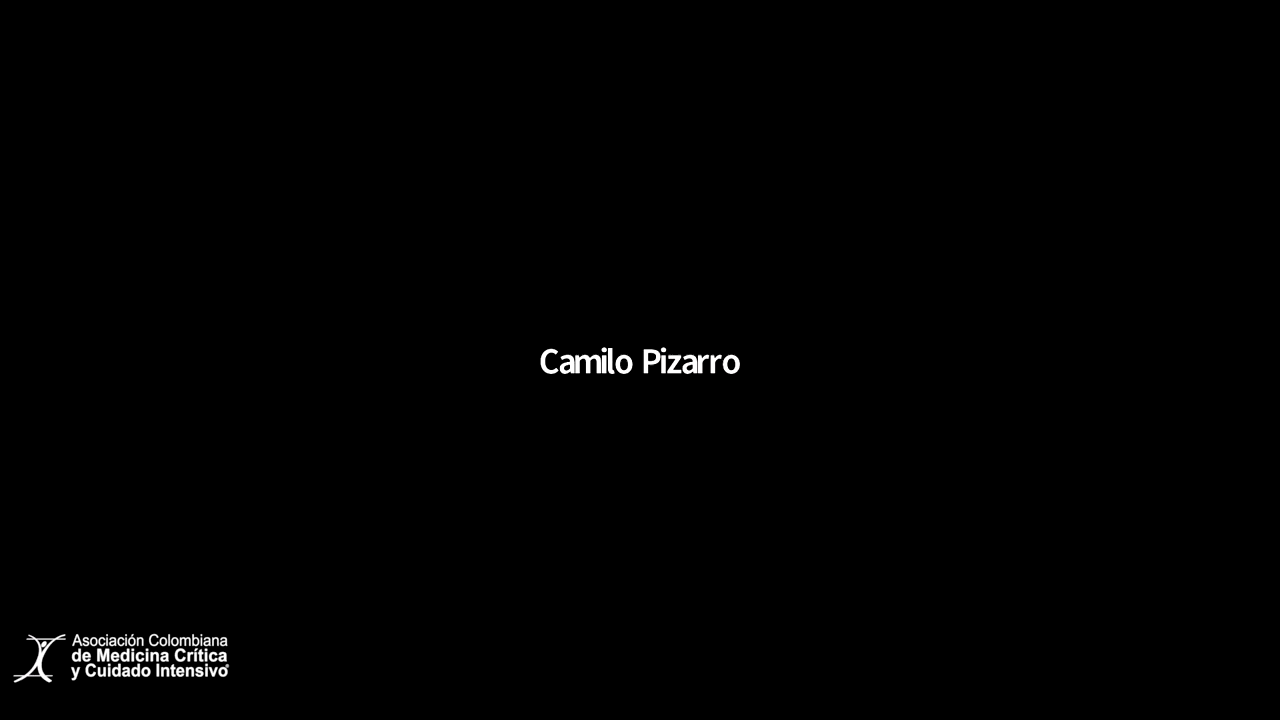 Camilo Pizarro
Asociación Colombiana
de Medicina Crítica
y Cuidado Intensivo